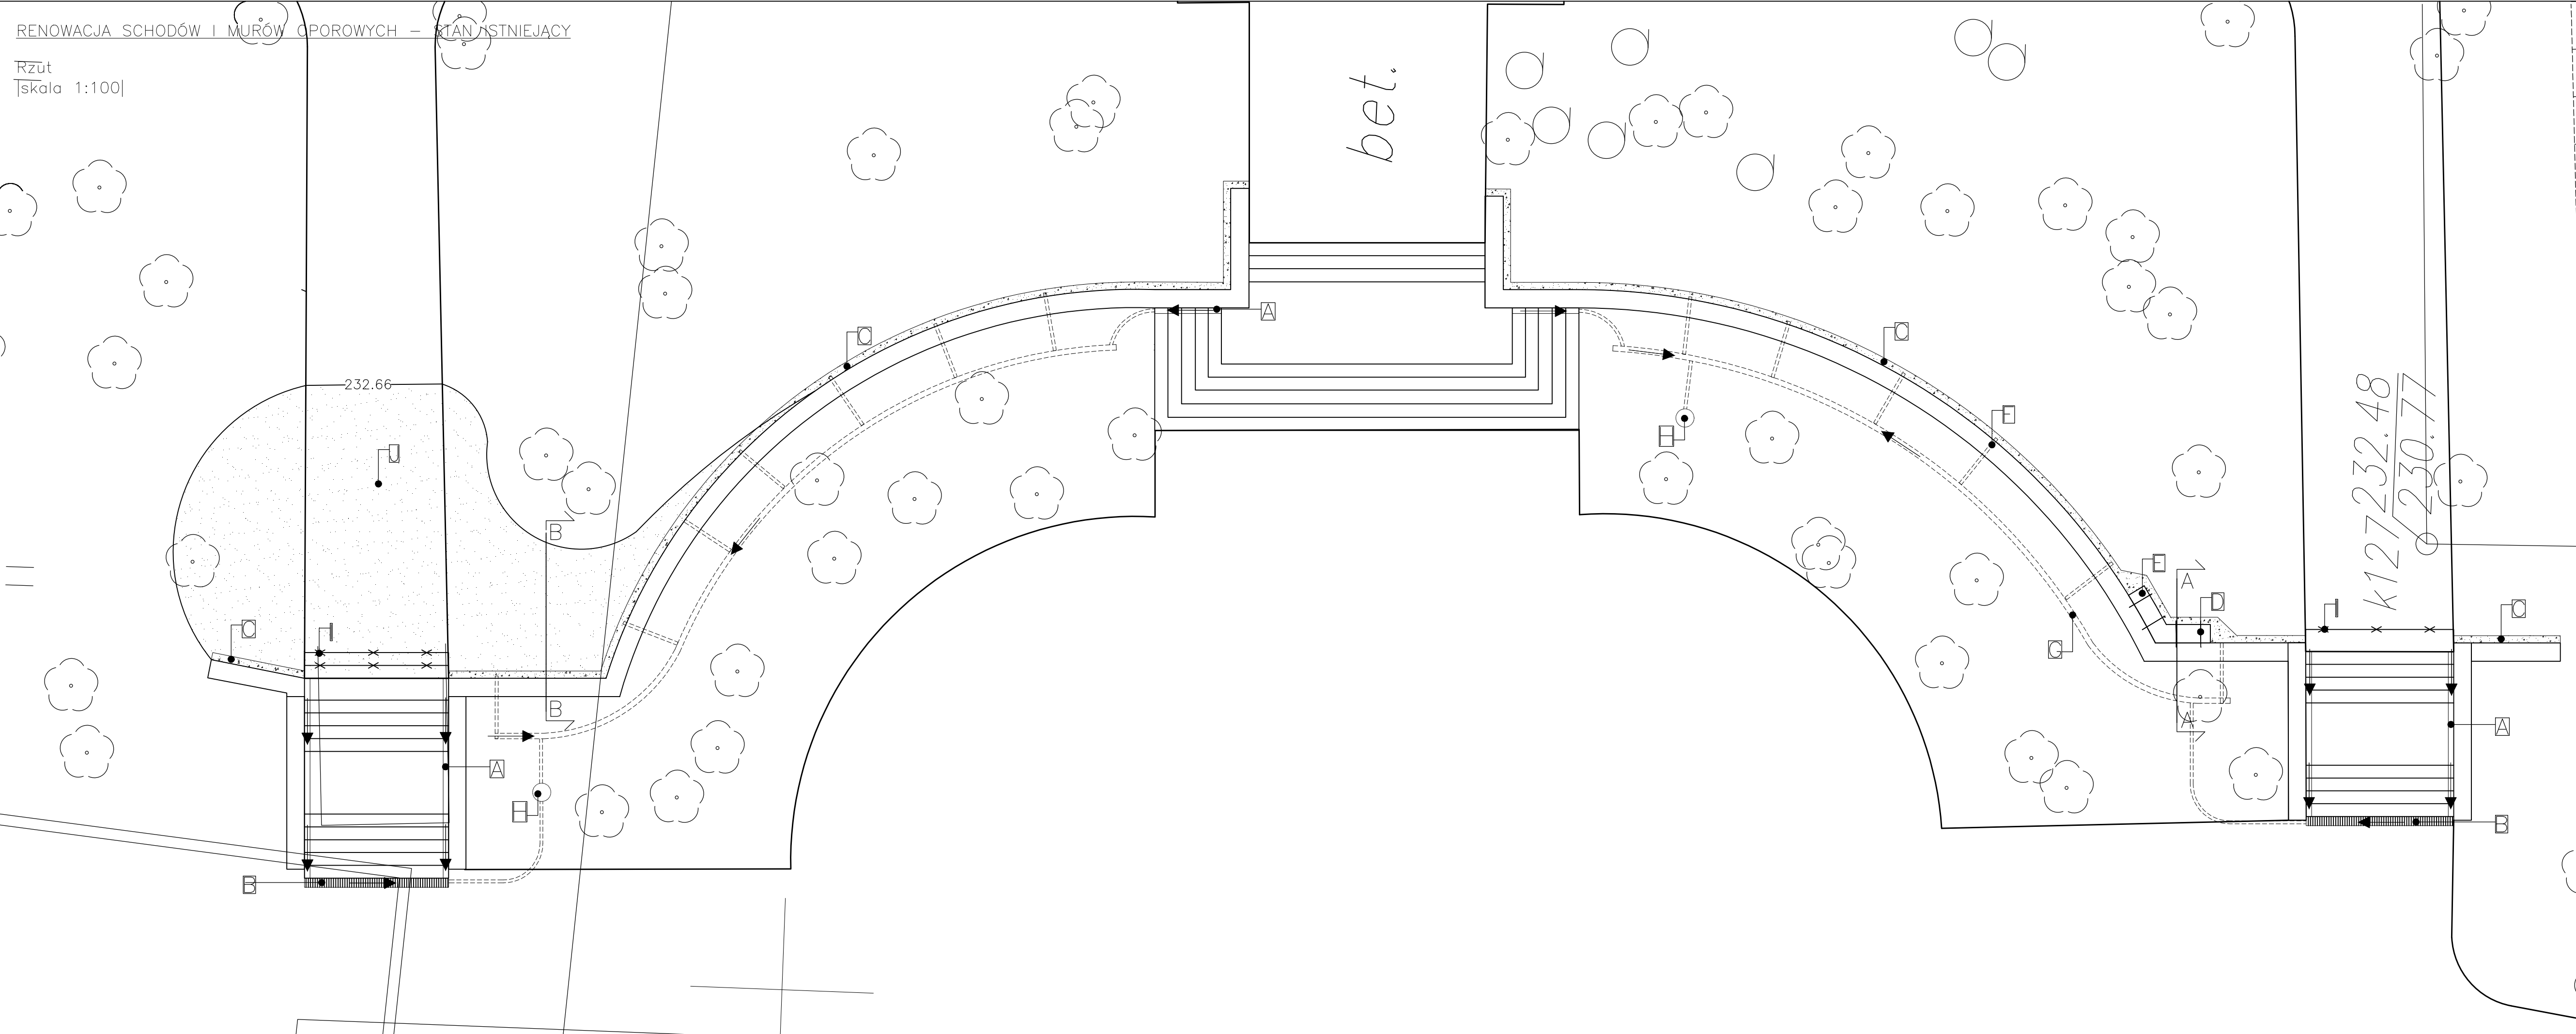 RENOWACJA SCHODÓW I MURÓW OPOROWYCH – STAN ISTNIEJĄCY
Rzut
skala 1:100
bet.
A
C
C
232.66
J
H
F
k127
232.48
230.77
B
A
E
D
C
I
I
C
C
B
A
A
A
H
B
B